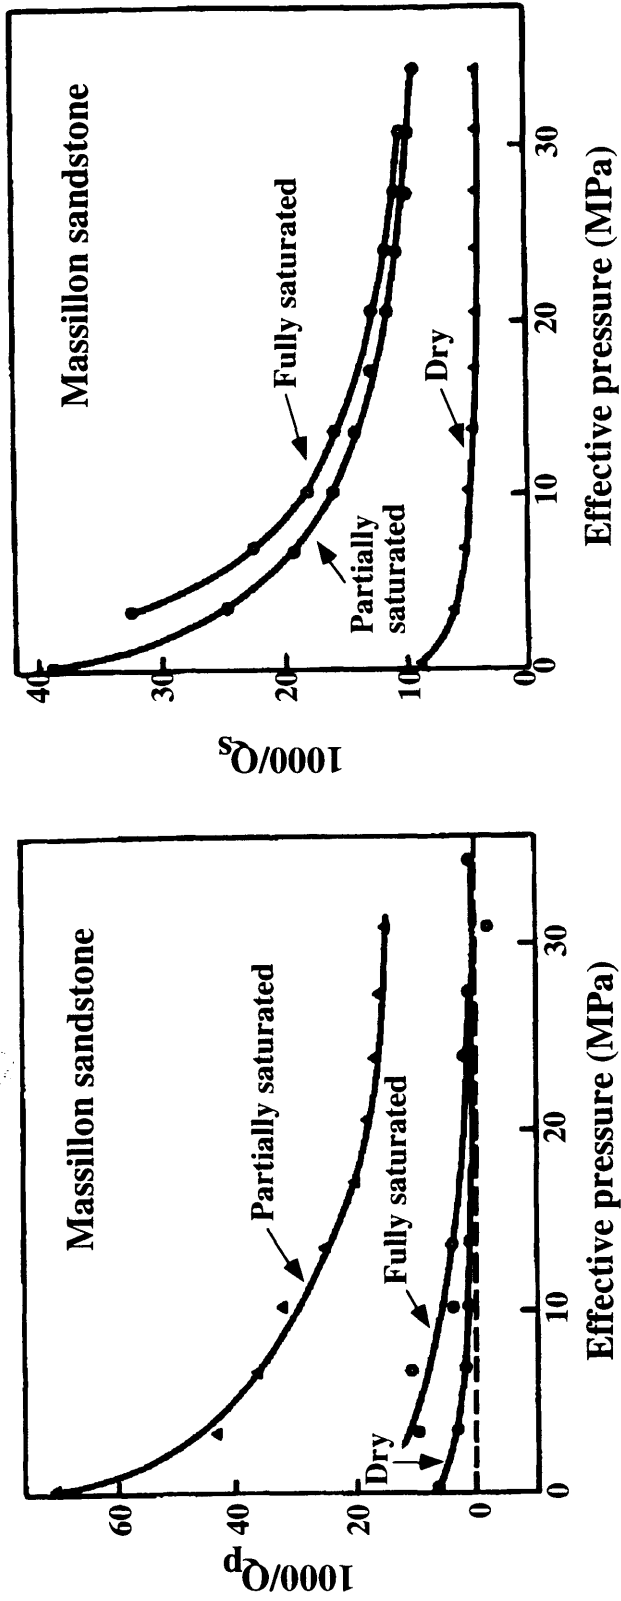 Massillon sandstone
Partially saturated
Fully saturated
Dry
1000/Qp
60
40
20
0
0
10
20
30
Effective pressure (MPa)
Massillon sandstone
Fully saturated
Partially
saturated
Dry
1000/Qs
40
30
20
10
0
0
10
20
30
Effective pressure (MPa)